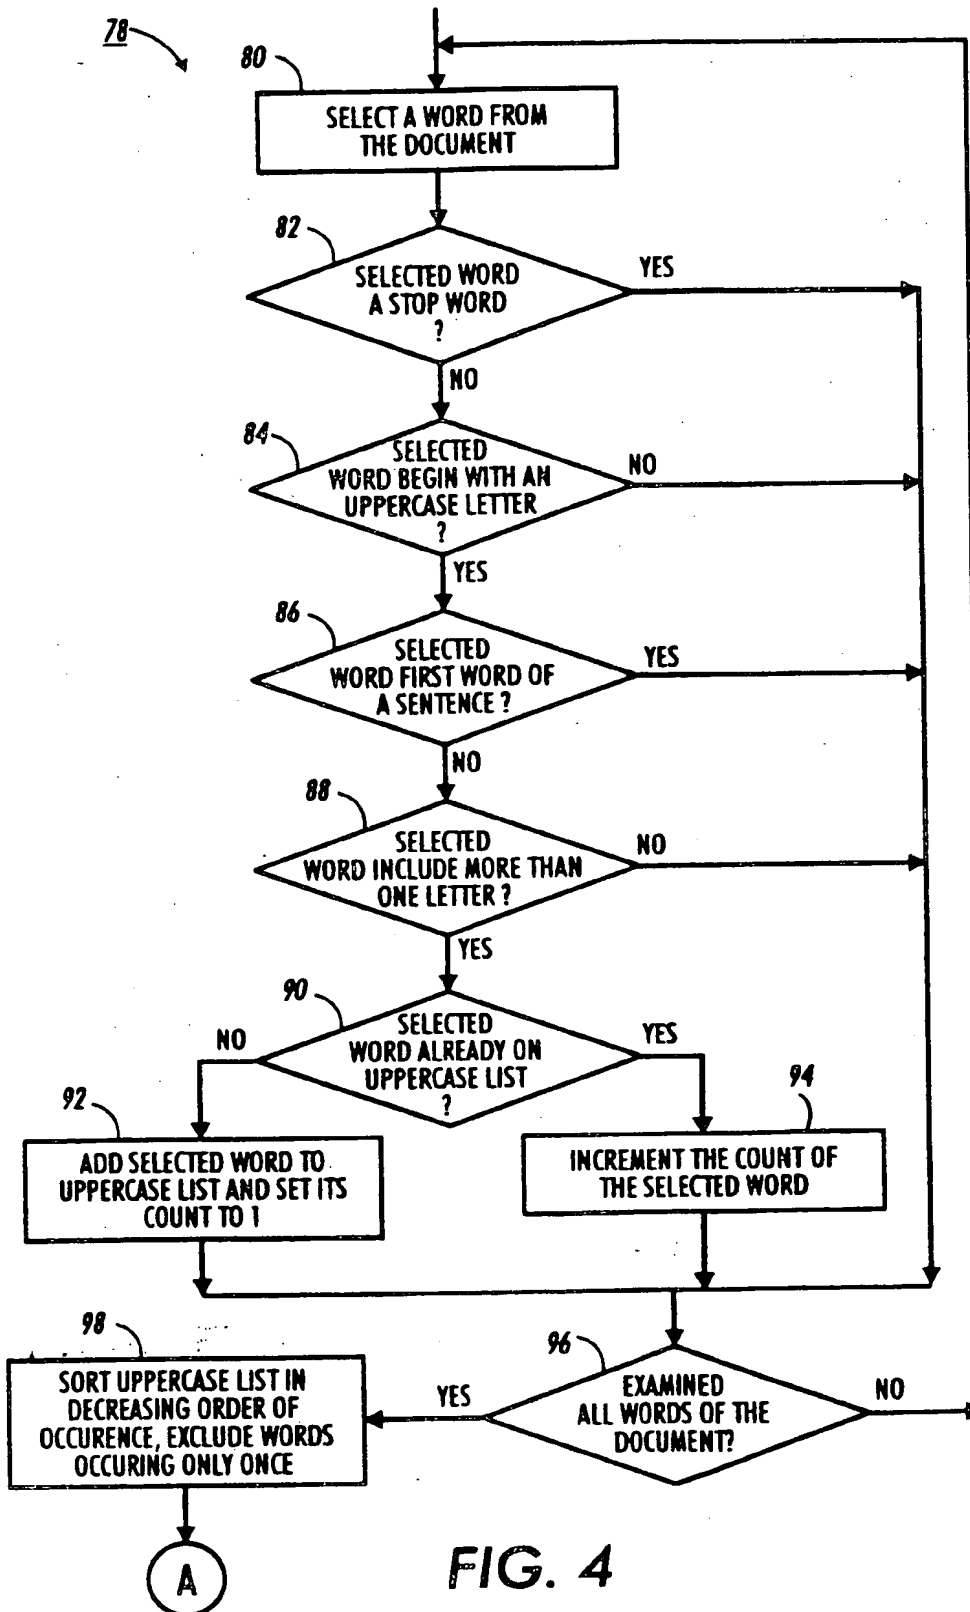 78
80
SELECT A WORD FROM
THE DOCUMENT
82
SELECTED WORD
A STOP WORD
?
YES
NO
84
SELECTED
WORD BEGIN WITH AN
UPPERCASE LETTER
?
NO
YES
86
SELECTED
WORD FIRST WORD OF
A SENTENCE ?
YES
NO
88
SELECTED
WORD INCLUDE MORE THAN
ONE LETTER ?
NO
YES
90
SELECTED
WORD ALREADY ON
UPPERCASE LIST
?
NO
YES
92
ADD SELECTED WORD TO
UPPERCASE LIST AND SET ITS
COUNT TO 1
94
INCREMENT THE COUNT OF
THE SELECTED WORD
96
EXAMINED
ALL WORDS OF THE
DOCUMENT?
YES
NO
98
SORT UPPERCASE LIST IN
DECREASING ORDER OF
OCCURENCE, EXCLUDE WORDS
OCCURING ONLY ONCE
A
FIG. 4